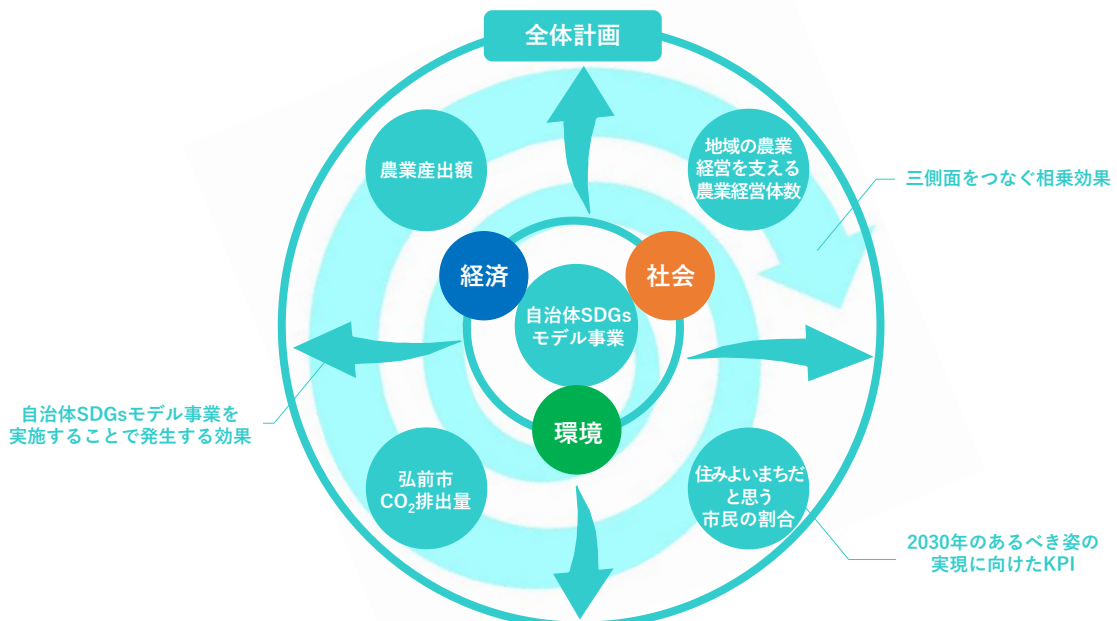 全体計画
農業産出額
地域の農業
経営を支える
農業経営体数
三側面をつなぐ相乗効果
経済
社会
自治体SDGs
モデル事業
環境
自治体SDGsモデル事業を
実施することで発生する効果
弘前市
CO₂排出量
住みよいまちだ
と思う
市民の割合
2030年のあるべき姿の
実現に向けたKPI